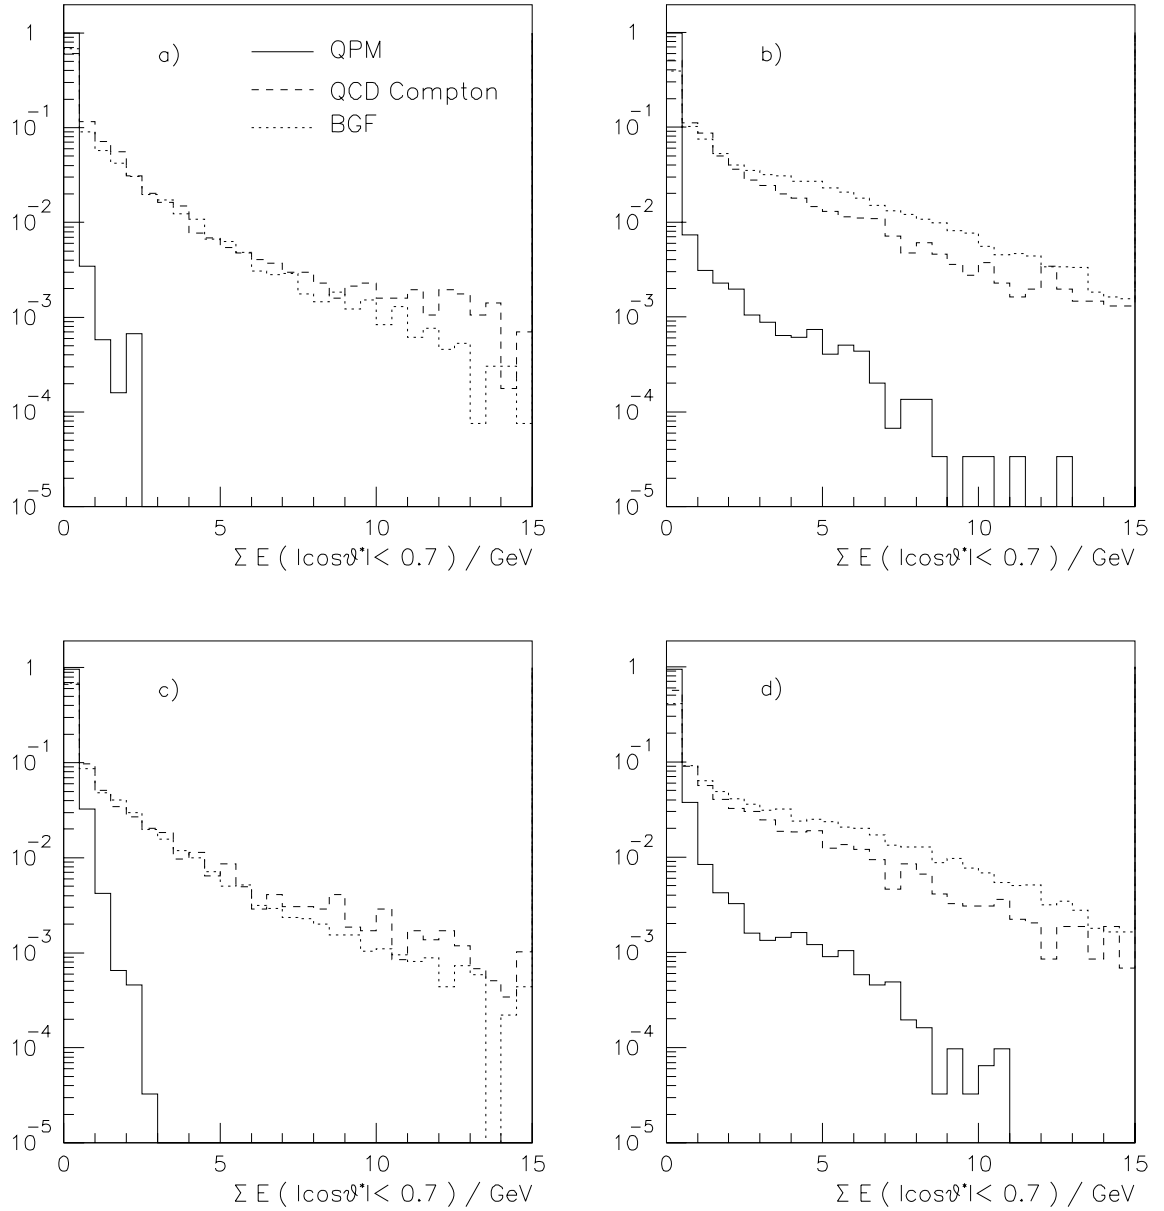 a)
QPM
QCD Compton
BGF
1
10^-1
10^-2
10^-3
10^-4
10^-5
0 5 10 15
Σ E ( |cosϑ*| < 0.7 ) / GeV
b)
1
10^-1
10^-2
10^-3
10^-4
10^-5
0 5 10 15
Σ E ( |cosϑ*| < 0.7 ) / GeV
c)
1
10^-1
10^-2
10^-3
10^-4
10^-5
0 5 10 15
Σ E ( |cosϑ*| < 0.7 ) / GeV
d)
1
10^-1
10^-2
10^-3
10^-4
10^-5
0 5 10 15
Σ E ( |cosϑ*| < 0.7 ) / GeV